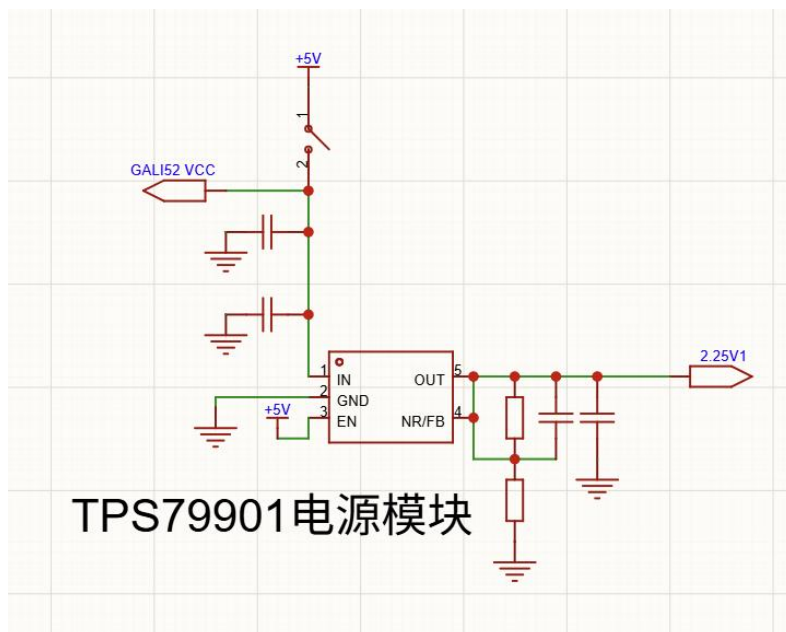 +5V
1
2
GALI52 VCC
2.25V1
1
IN
OUT
5
2
GND
+5V
3
EN
NR/FB
4
TPS79901电源模块